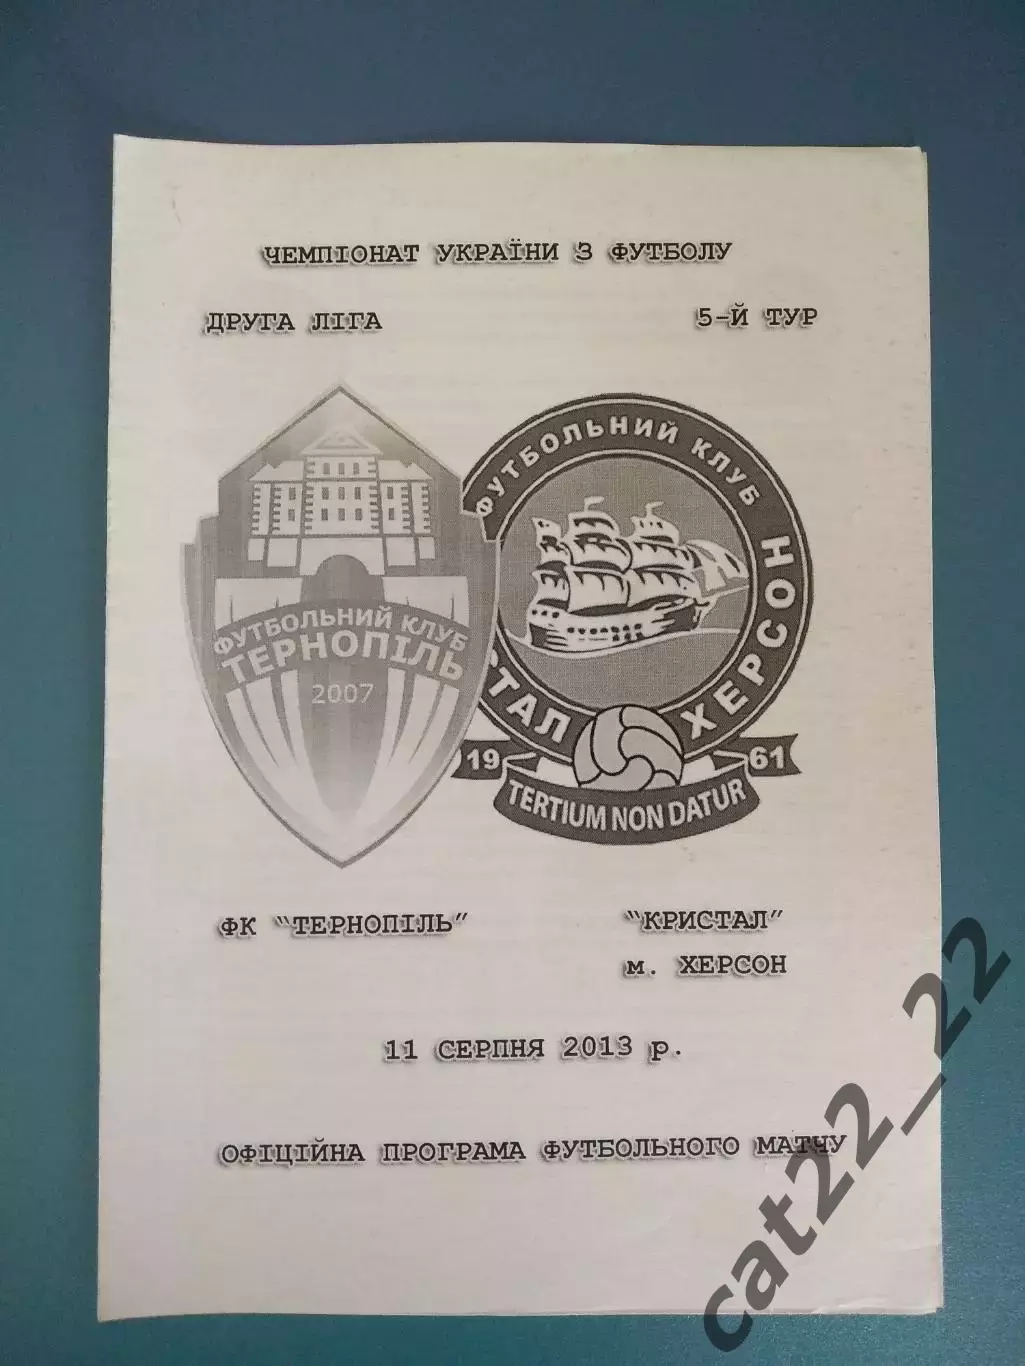 ЧЕМПІОНАТ УКРАЇНИ З ФУТБОЛУ
ДРУГА ЛІГА
5-Й ТУР
ФУТБОЛЬНИЙ КЛУБ
ТЕРНОПІЛЬ
2007
ФУТБОЛЬНИЙ КЛУБ
СТАЛ ХЕРСОН
19 61
TERTIUM NON DATUR
ФК “ТЕРНОПІЛЬ”
“КРИСТАЛ”
м. ХЕРСОН
11 СЕРПНЯ 2013 р.
ОФІЦІЙНА ПРОГРАМА ФУТБОЛЬНОГО МАТЧУ
cat22_22